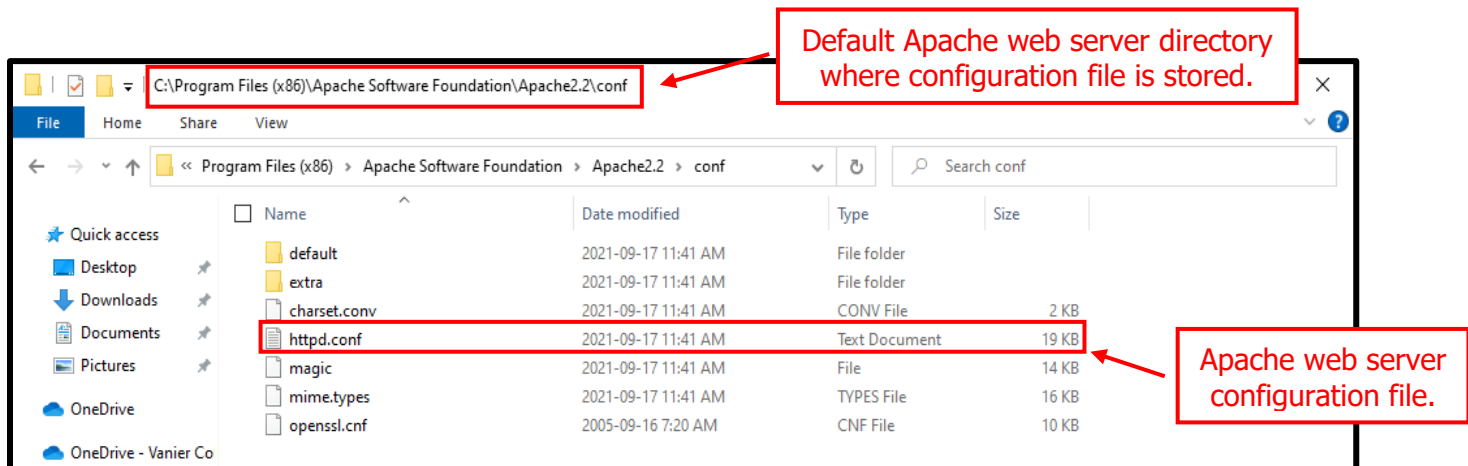 Default Apache web server directory
where configuration file is stored.
C:\Program Files (x86)\Apache Software Foundation\Apache2.2\conf
File Home Share View
« Program Files (x86) > Apache Software Foundation > Apache2.2 > conf Search conf
Name Date modified Type Size
Quick access
Desktop
Downloads
Documents
Pictures
OneDrive
OneDrive - Vanier Co
default 2021-09-17 11:41 AM File folder
extra 2021-09-17 11:41 AM File folder
charset.conv 2021-09-17 11:41 AM CONV File 2 KB
httpd.conf 2021-09-17 11:41 AM Text Document 19 KB
magic 2021-09-17 11:41 AM File 14 KB
mime.types 2021-09-17 11:41 AM TYPES File 16 KB
openssl.cnf 2005-09-16 7:20 AM CNF File 10 KB
Apache web server
configuration file.